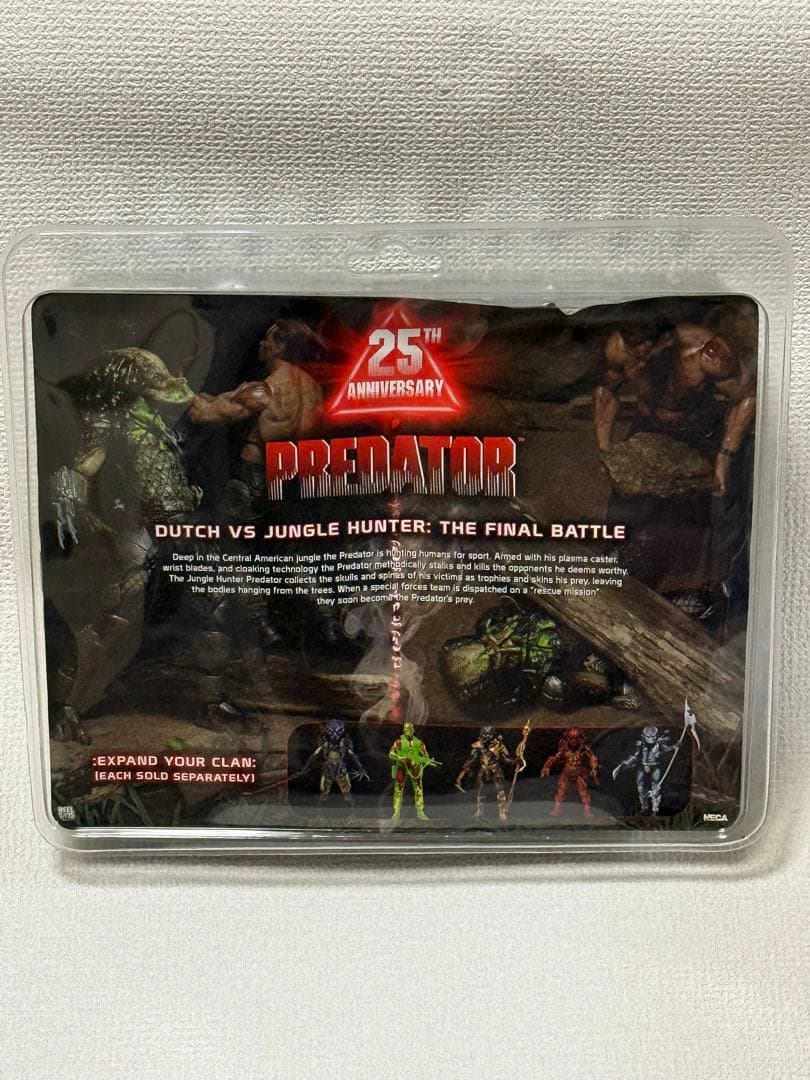 25TH
ANNIVERSARY
PREDATOR™
DUTCH VS JUNGLE HUNTER: THE FINAL BATTLE
Deep in the Central American jungle the Predator is hunting humans for sport. Armed with his plasma caster,
wrist blades, and cloaking technology the Predator methodically stalks and kills the opponents he deems worthy.
The Jungle Hunter Predator collects the skulls and spines of his victims as trophies and skins his prey, leaving
the bodies hanging from the trees. When a special forces team is dispatched on a "rescue mission"
they soon become the Predator's prey.
:EXPAND YOUR CLAN:
(EACH SOLD SEPARATELY)
REEL
TOYS
NECA